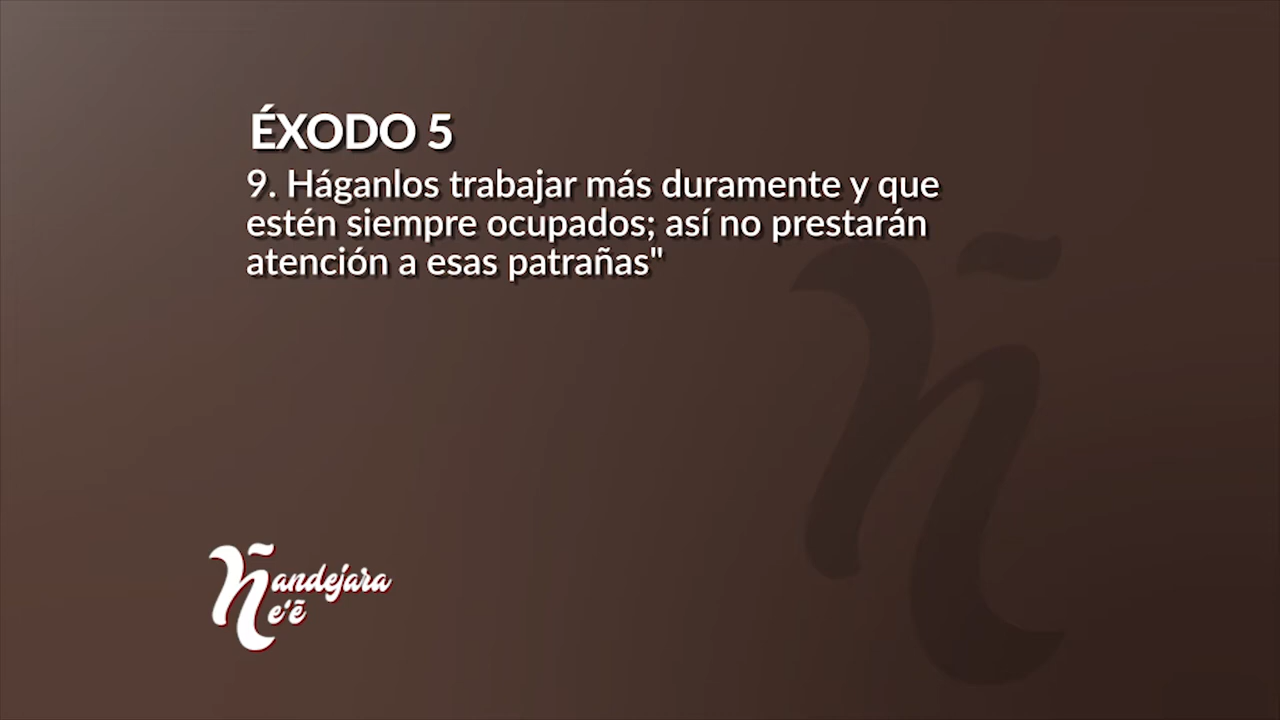 ÉXODO 5
9. Háganlos trabajar más duramente y que
estén siempre ocupados; así no prestarán
atención a esas patrañas"
Ñandejara
Ñe'ẽ